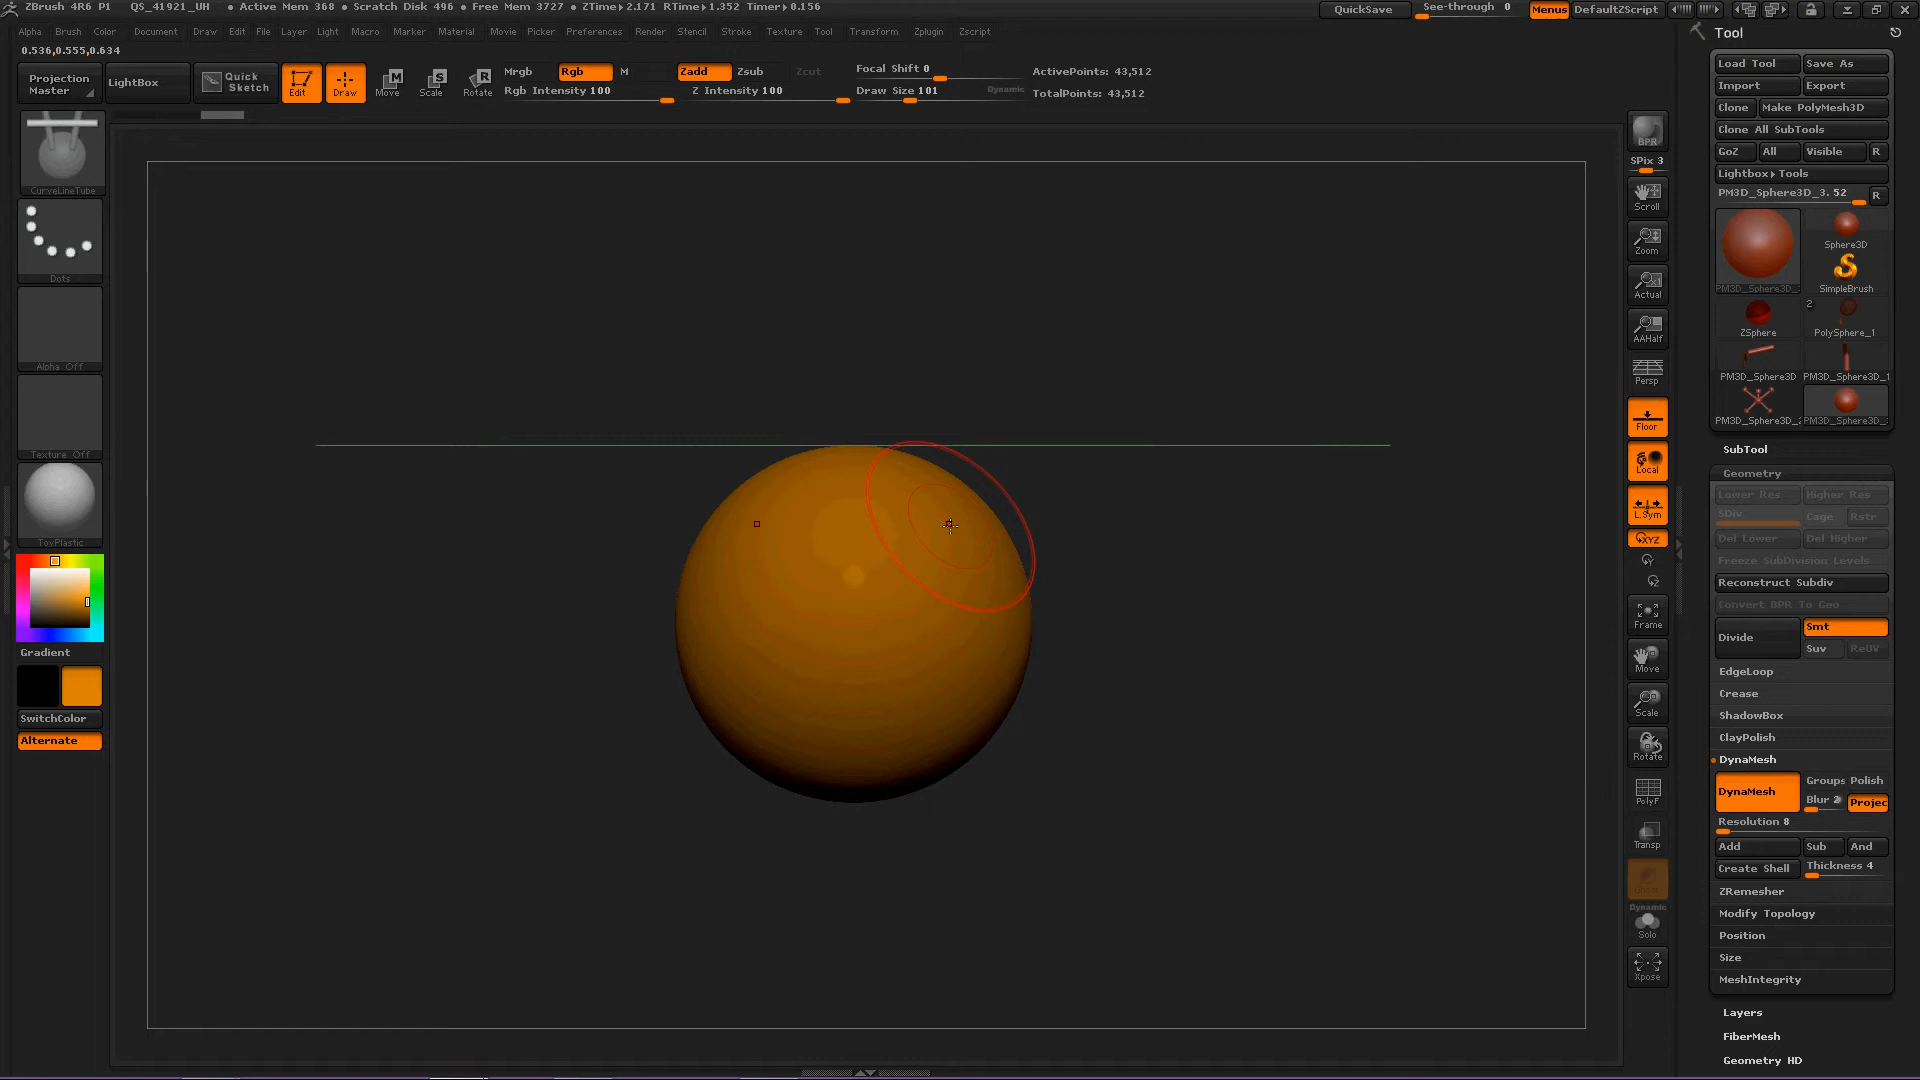 ZBrush 4R6 P1 QS_41921_UH • Active Mem 368 • Scratch Disk 496 • Free Mem 3727 • ZTime▸2.171 RTime▸1.352 Timer▸0.156 QuickSave See-through 0 Menus DefaultZScript
Alpha Brush Color Document Draw Edit File Layer Light Macro Marker Material Movie Picker Preferences Render Stencil Stroke Texture Tool Transform Zplugin Zscript
0.536,0.555,0.634
Projection Master
LightBox
Quick Sketch
Edit
Draw
Move
Scale
Rotate
Mrgb Rgb M
Rgb Intensity 100
Zadd Zsub Zcut
Z Intensity 100
Focal Shift 0
Draw Size 101
Dynamic
ActivePoints: 43,512
TotalPoints: 43,512
CurveLineTube
Dots
Alpha Off
Texture Off
ToyPlastic
Gradient
SwitchColor
Alternate
BPR
SPix 3
Scroll
Zoom
Actual
AAHalf
Persp
Floor
Local
L.Sym
XYZ
Y
Z
Frame
Move
Scale
Rotate
PolyF
Transp
Ghost
Dynamic
Solo
Xpose
Tool
Load Tool Save As
Import Export
Clone Make PolyMesh3D
Clone All SubTools
GoZ All Visible R
Lightbox▸Tools
PM3D_Sphere3D_3. 52 R
PM3D_Sphere3D_
Sphere3D
S
SimpleBrush
2
ZSphere PolySphere_1
PM3D_Sphere3D PM3D_Sphere3D_1
PM3D_Sphere3D_2 PM3D_Sphere3D_
SubTool
Geometry
Lower Res Higher Res
SDiv Cage Rstr
Del Lower Del Higher
Freeze SubDivision Levels
Reconstruct Subdiv
Convert BPR To Geo
Divide Smt
Suv ReUV
EdgeLoop
Crease
ShadowBox
ClayPolish
DynaMesh
DynaMesh Groups Polish
Blur 2 Projec
Resolution 8
Add Sub And
Create Shell Thickness 4
ZRemesher
Modify Topology
Position
Size
MeshIntegrity
Layers
FiberMesh
Geometry HD